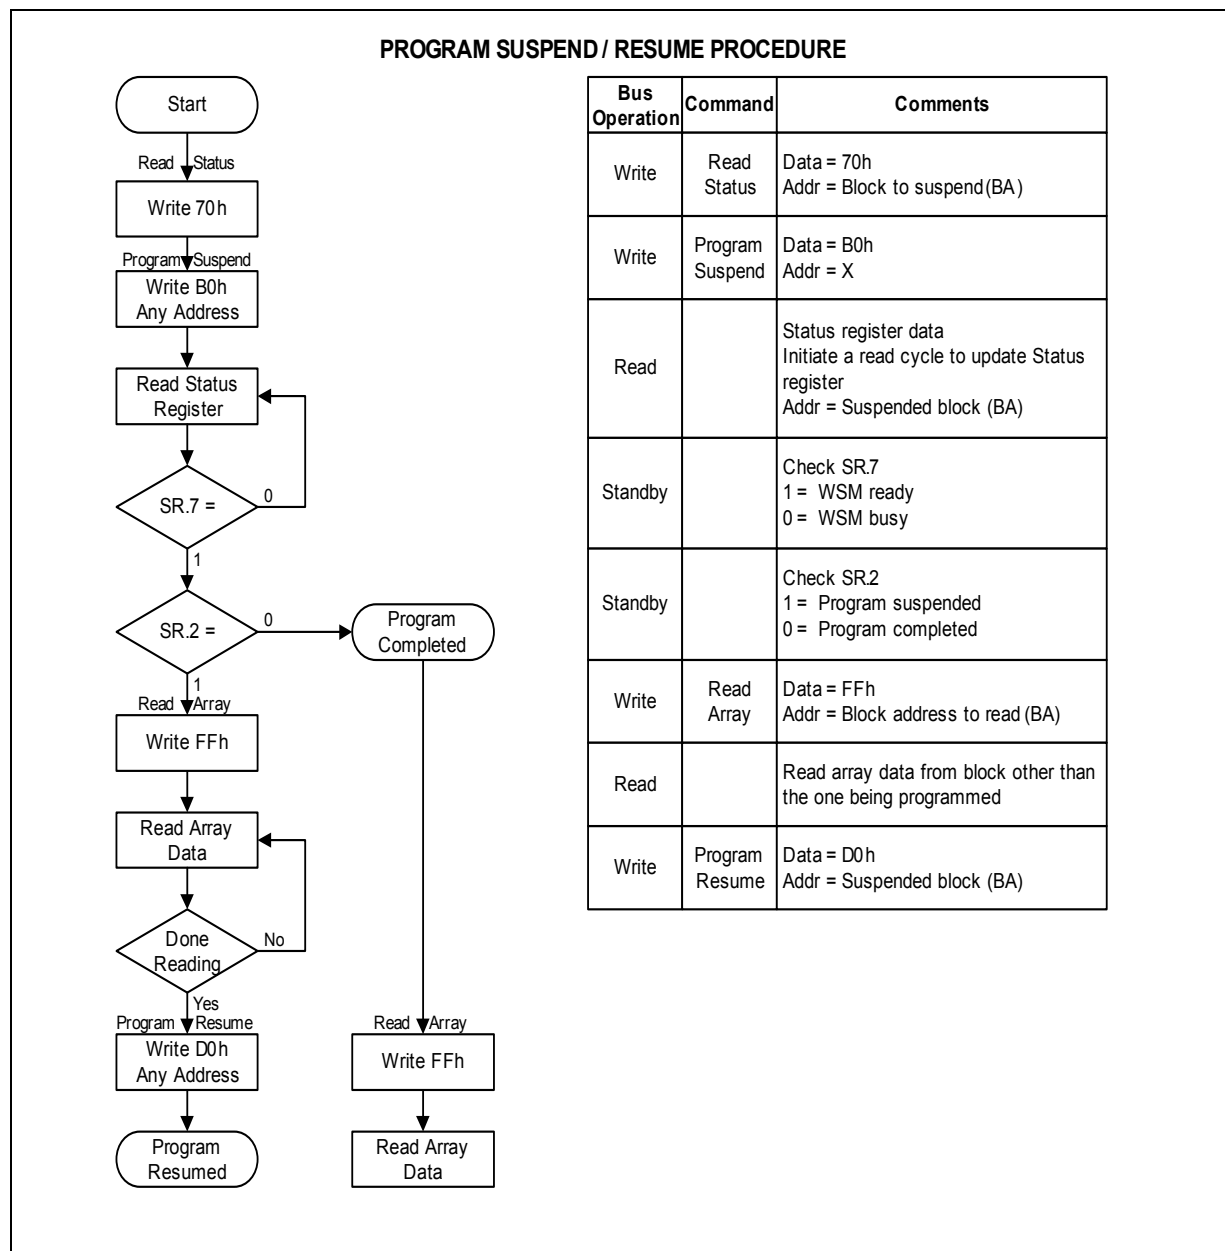 PROGRAM SUSPEND / RESUME PROCEDURE
Start
Read Status
Write 70h
Program Suspend
Write B0h
Any Address
Read Status
Register
SR.7 =
0
1
SR.2 =
0
Program
Completed
1
Read Array
Write FFh
Read Array
Data
Done
Reading
No
Yes
Program Resume
Write D0h
Any Address
Program
Resumed
Read Array
Write FFh
Read Array
Data
Bus
Operation
Command
Comments
Write
Read
Status
Data = 70h
Addr = Block to suspend (BA)
Write
Program
Suspend
Data = B0h
Addr = X
Read
Status register data
Initiate a read cycle to update Status
register
Addr = Suspended block (BA)
Standby
Check SR.7
1 = WSM ready
0 = WSM busy
Standby
Check SR.2
1 = Program suspended
0 = Program completed
Write
Read
Array
Data = FFh
Addr = Block address to read (BA)
Read
Read array data from block other than
the one being programmed
Write
Program
Resume
Data = D0h
Addr = Suspended block (BA)